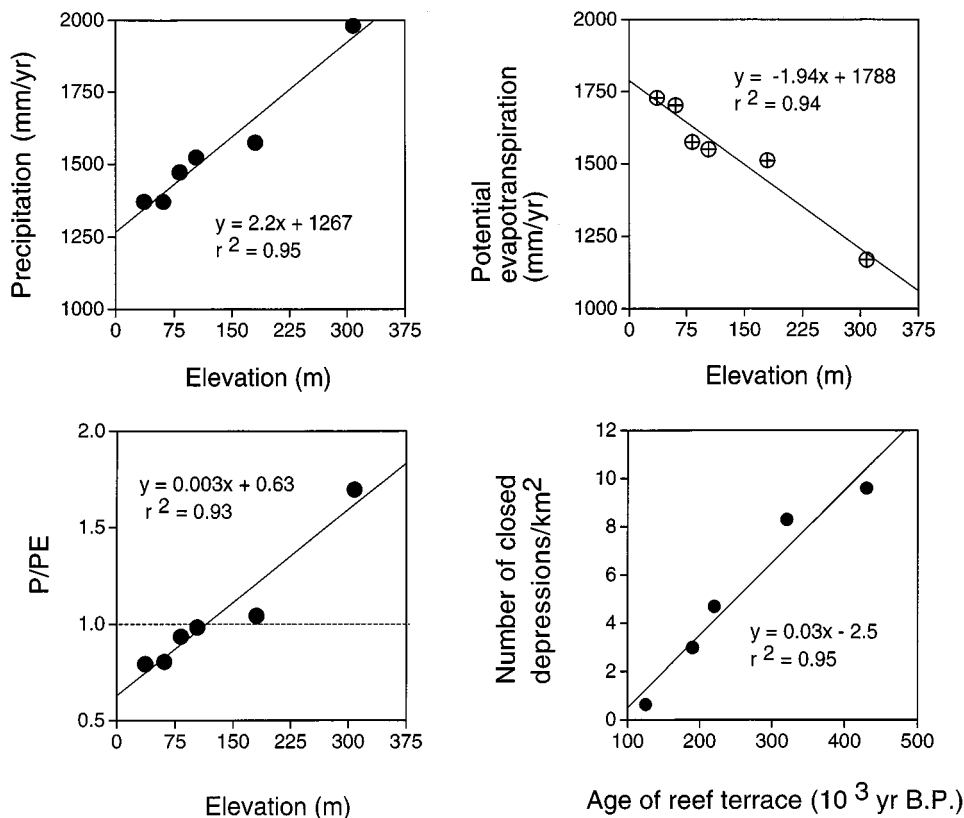 Precipitation (mm/yr)
2000
1750
1500
1250
1000
y = 2.2x + 1267
r 2 = 0.95
0 75 150 225 300 375
Elevation (m)
Potential
evapotranspiration
(mm/yr)
2000
1750
1500
1250
1000
y = -1.94x + 1788
r 2 = 0.94
0 75 150 225 300 375
Elevation (m)
P/PE
2.0
1.5
1.0
0.5
y = 0.003x + 0.63
r 2 = 0.93
0 75 150 225 300 375
Elevation (m)
Number of closed
depressions/km2
12
10
8
6
4
2
0
y = 0.03x - 2.5
r 2 = 0.95
100 200 300 400 500
Age of reef terrace (10 3 yr B.P.)